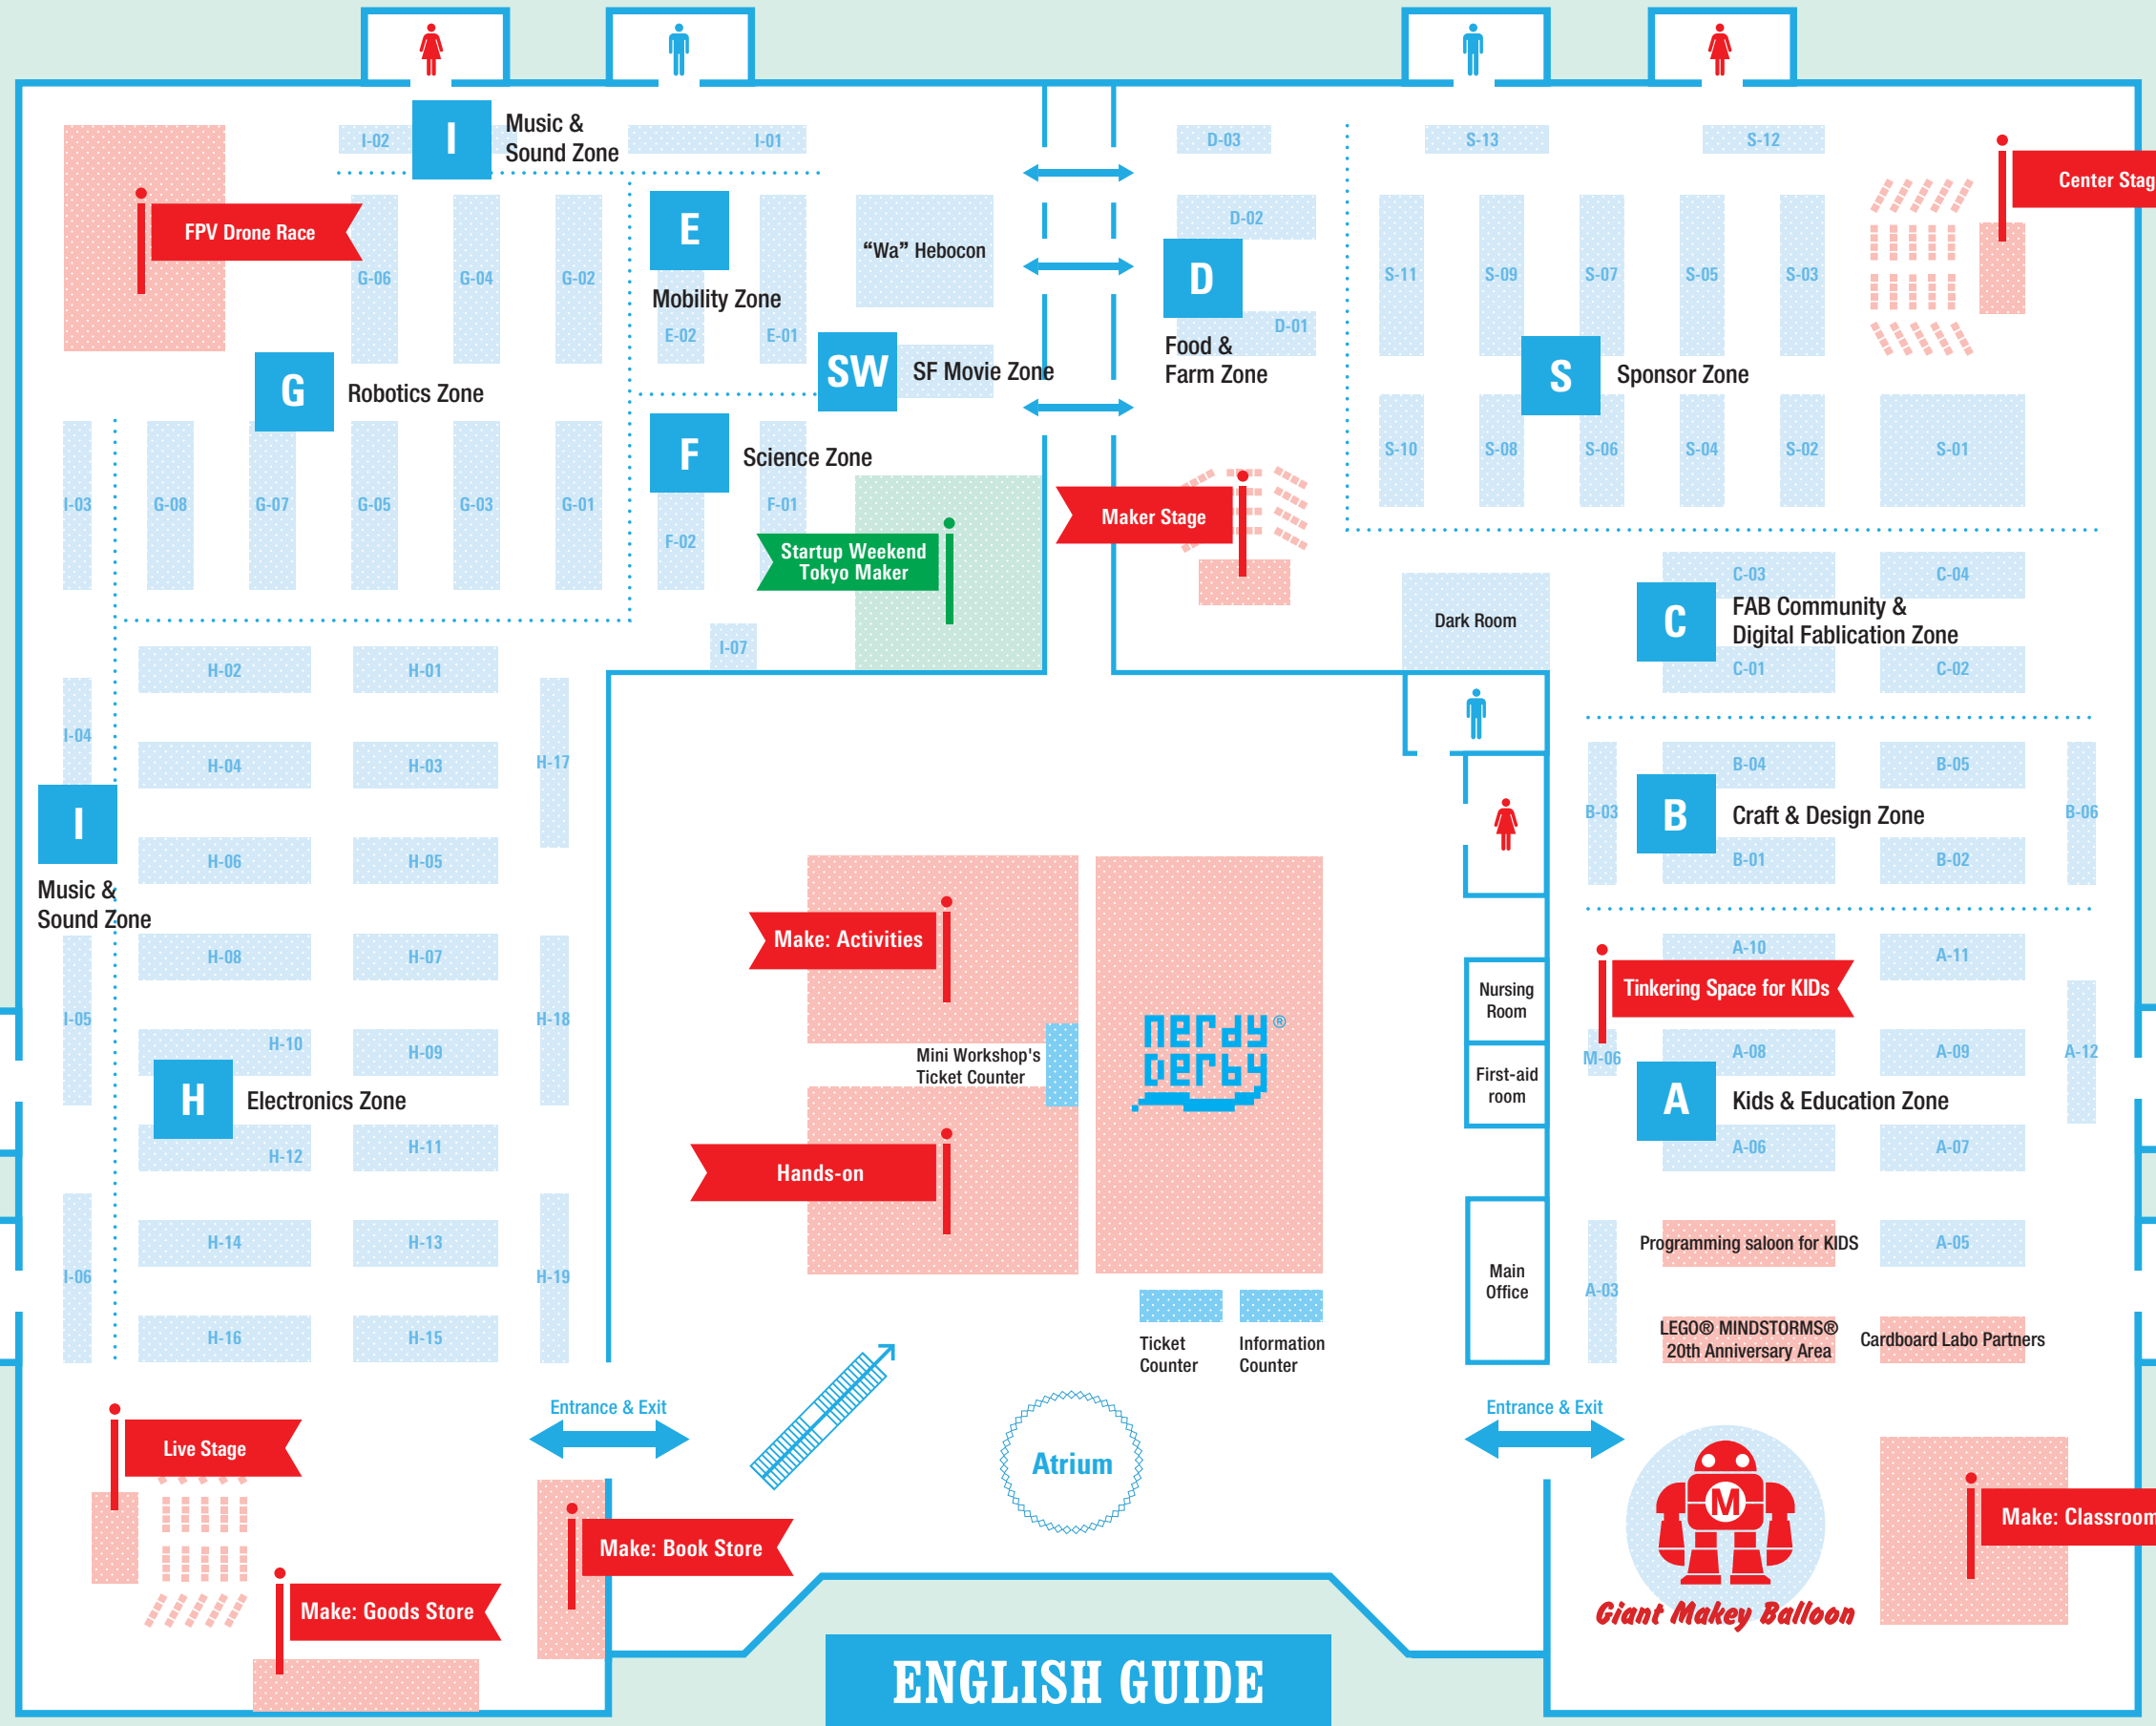 I
Music &
Sound Zone
I-02
I-01
D-03
S-13
S-12
Center Stag
FPV Drone Race
G-06
G-04
G-02
E
Mobility Zone
E-02
E-01
“Wa” Hebocon
SW
SF Movie Zone
D-02
D
D-01
Food &
Farm Zone
S-11
S-09
S-07
S-05
S-03
S
Sponsor Zone
G
Robotics Zone
F
Science Zone
S-10
S-08
S-06
S-04
S-02
S-01
I-03
G-08
G-07
G-05
G-03
G-01
F-02
F-01
Startup Weekend
Tokyo Maker
Maker Stage
Dark Room
C-03
C-04
C
FAB Community &
Digital Fablication Zone
C-01
C-02
I-07
H-02
H-01
I-04
H-04
H-03
H-17
B-04
B-05
B-03
B
Craft & Design Zone
B-06
B-01
B-02
I
Music &
Sound Zone
H-06
H-05
H-08
H-07
I-05
H-18
H-10
H-09
H
Electronics Zone
H-12
H-11
H-14
H-13
I-06
H-19
H-16
H-15
Make: Activities
Mini Workshop's
Ticket Counter
nerdy®
derby
Hands-on
Nursing
Room
First-aid
room
Main
Office
A-10
A-11
Tinkering Space for KIDs
M-06
A-08
A-09
A-12
A
Kids & Education Zone
A-06
A-07
Programming saloon for KIDS
A-05
A-03
LEGO® MINDSTORMS®
20th Anniversary Area
Cardboard Labo Partners
Ticket
Counter
Information
Counter
Entrance & Exit
Atrium
Entrance & Exit
Live Stage
Make: Book Store
Make: Goods Store
M
Giant Makey Balloon
Make: Classroom
ENGLISH GUIDE